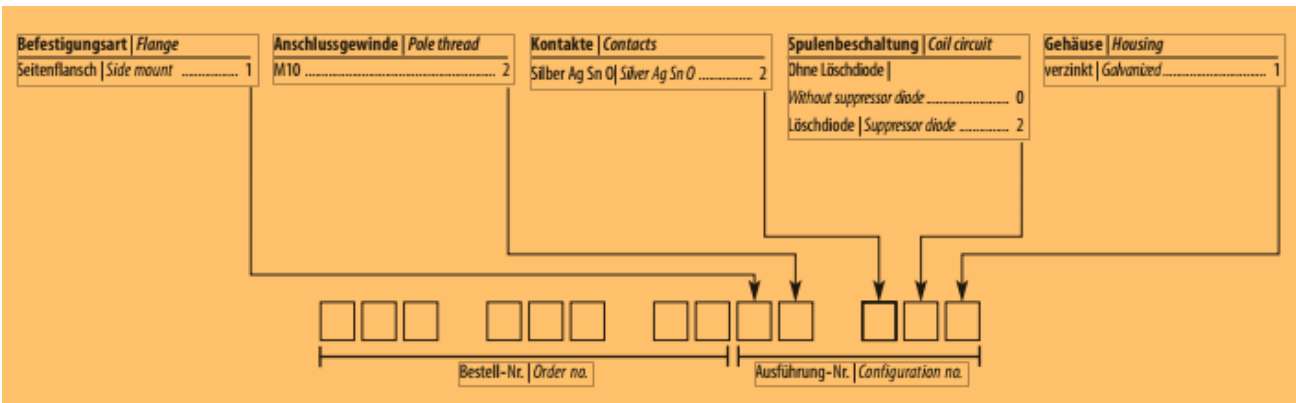 Befestigungsart | Flange
Seitenflansch | Side mount .............. 1
Anschlussgewinde | Pole thread
M10 ................................................ 2
Kontakte | Contacts
Silber Ag Sn O| Silver Ag Sn O ............. 2
Spulenbeschaltung | Coil circuit
Ohne Löschdiode |
Without suppressor diode .................... 0
Löschdiode | Suppressor diode ............ 2
Gehäuse | Housing
verzinkt | Galvanized.......................... 1
Bestell-Nr. | Order no.
Ausführung-Nr. | Configuration no.